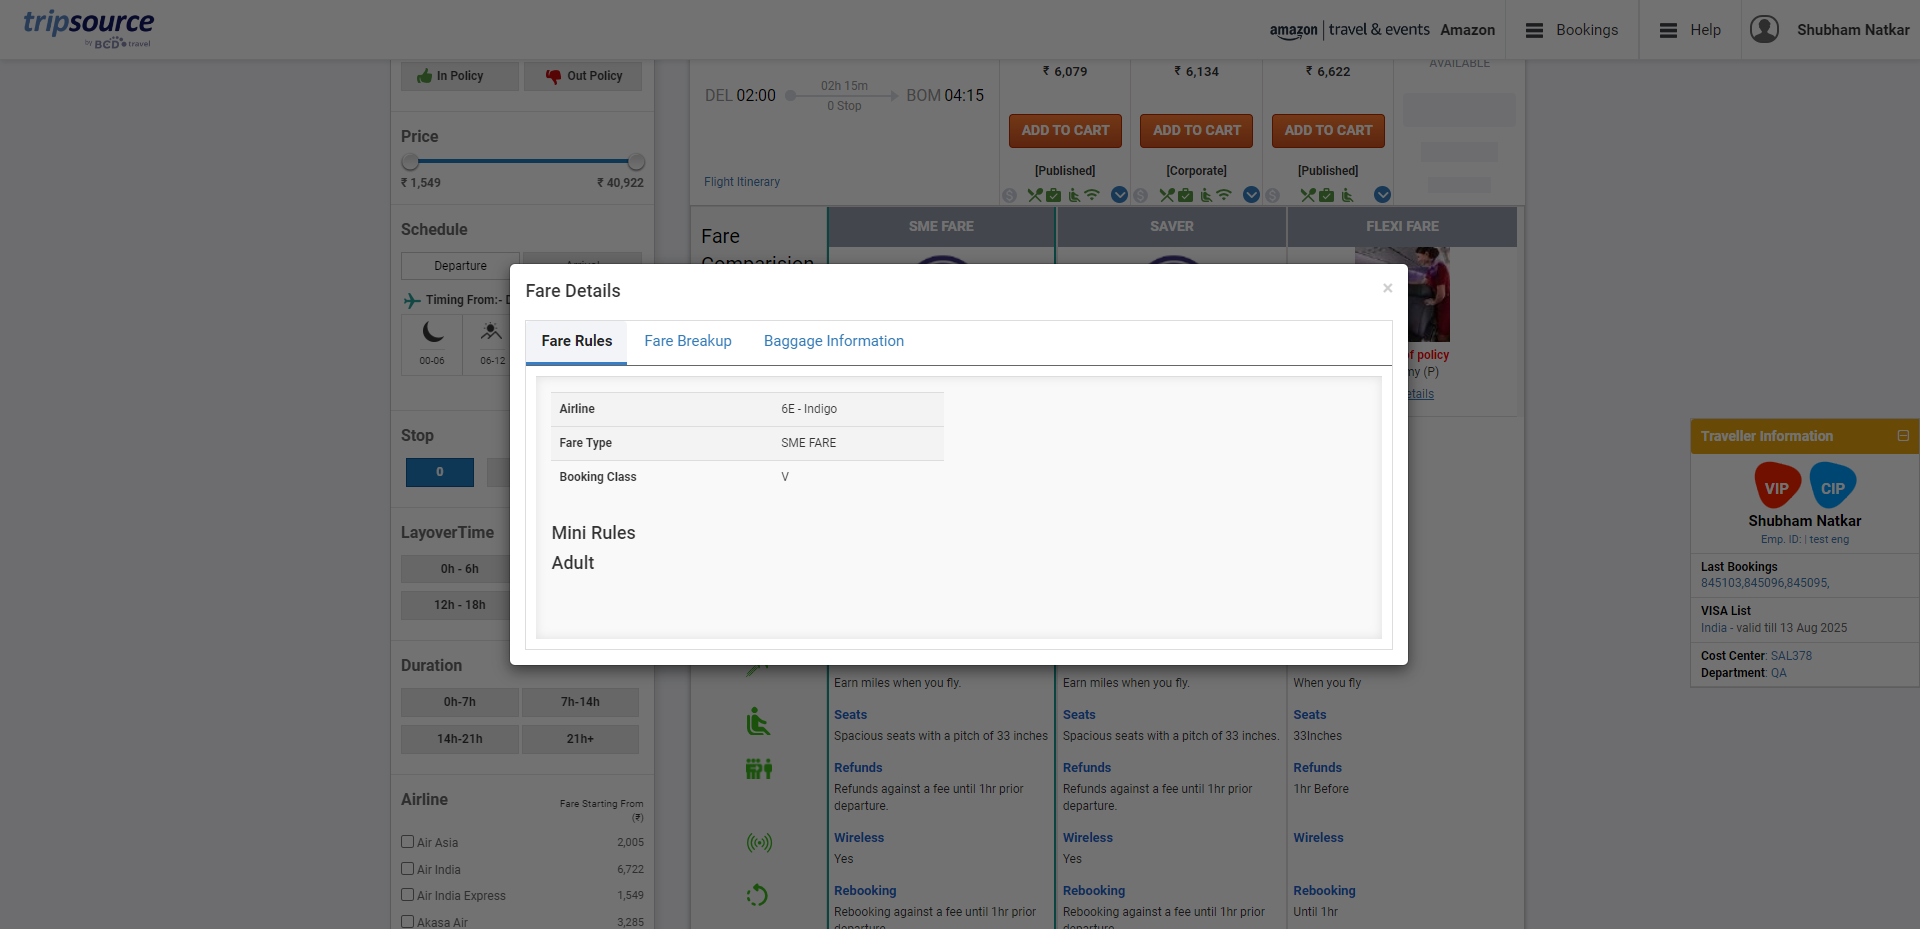 tripsource
by BCD travel
amazon | travel & events Amazon
Bookings
Help
Shubham Natkar
In Policy
Out Policy
Price
₹ 1,549
₹ 40,922
Schedule
Departure
Arrival
Timing From:- D
00-06
06-12
Stop
0
LayoverTime
0h - 6h
12h - 18h
Duration
0h-7h
7h-14h
14h-21h
21h+
Airline
Fare Starting From
(₹)
Air Asia 2,005
Air India 6,722
Air India Express 1,549
Akasa Air 3,285
DEL 02:00
02h 15m
0 Stop
BOM 04:15
Flight Itinerary
₹ 6,079
₹ 6,134
₹ 6,622
AVAILABLE
ADD TO CART
ADD TO CART
ADD TO CART
[Published]
[Corporate]
[Published]
Fare
Comparision
SME FARE
SAVER
FLEXI FARE
of policy
my (P)
etails
Fare Details
×
Fare Rules
Fare Breakup
Baggage Information
Airline 6E - Indigo
Fare Type SME FARE
Booking Class V
Mini Rules
Adult
Earn miles when you fly.
Earn miles when you fly.
When you fly
Seats
Seats
Seats
Spacious seats with a pitch of 33 inches
Spacious seats with a pitch of 33 inches.
33Inches
Refunds
Refunds
Refunds
Refunds against a fee until 1hr prior
departure.
Refunds against a fee until 1hr prior
departure.
1hr Before
Wireless
Wireless
Wireless
Yes
Yes
Rebooking
Rebooking
Rebooking
Rebooking against a fee until 1hr prior
departure
Rebooking against a fee until 1hr prior
departure
Until 1hr
Traveller Information
VIP
CIP
Shubham Natkar
Emp. ID: | test eng
Last Bookings
845103,845096,845095,
VISA List
India - valid till 13 Aug 2025
Cost Center: SAL378
Department: QA